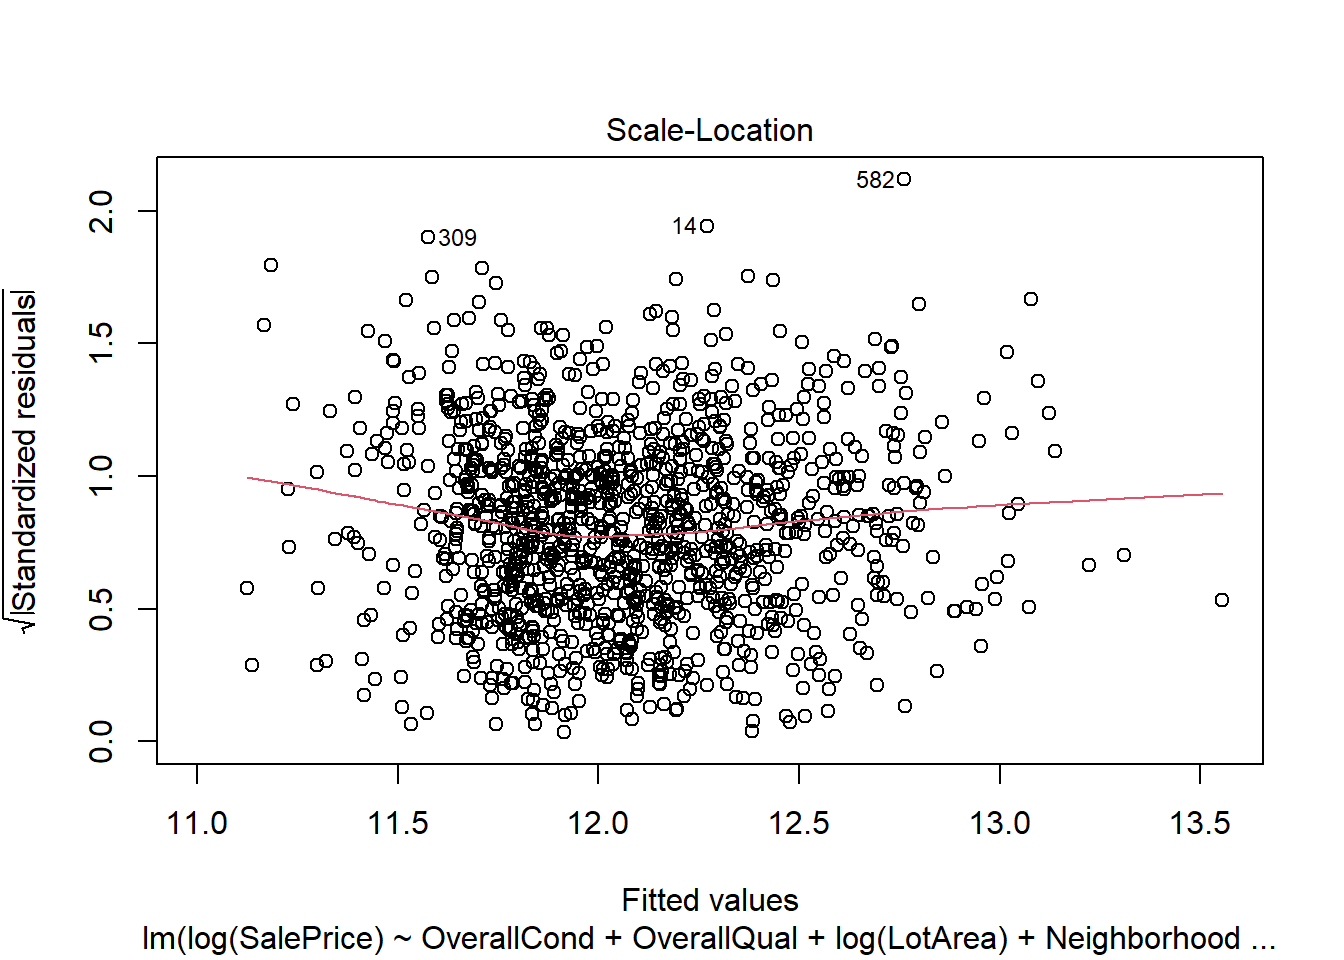 Scale-Location
582
14
309
√|Standardized residuals|
2.0
1.5
1.0
0.5
0.0
11.0 11.5 12.0 12.5 13.0 13.5
Fitted values
lm(log(SalePrice) ~ OverallCond + OverallQual + log(LotArea) + Neighborhood ...